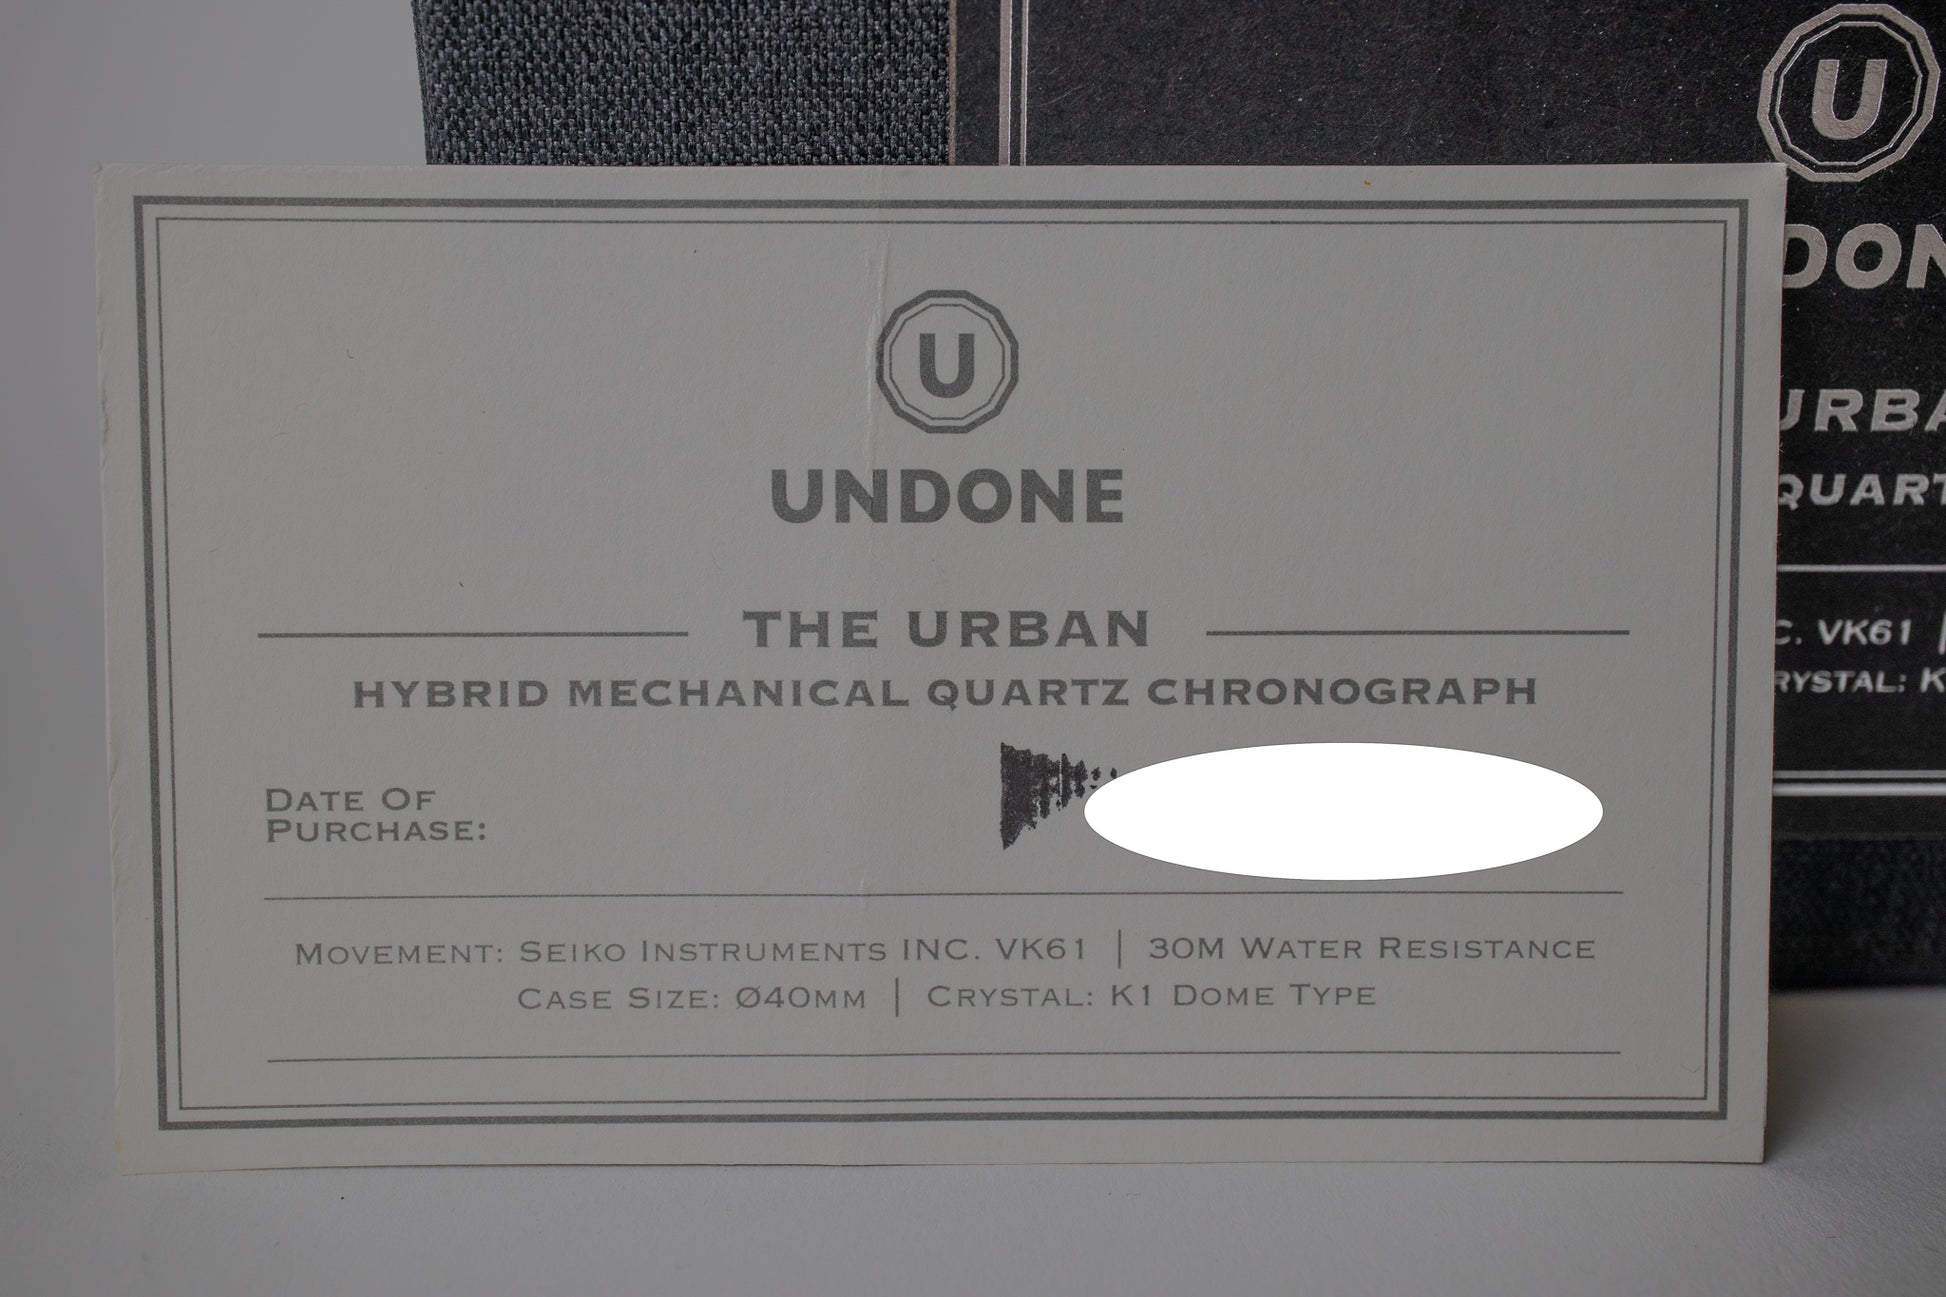 U
UNDONE
THE URBAN
HYBRID MECHANICAL QUARTZ CHRONOGRAPH
DATE OF
PURCHASE:
MOVEMENT: SEIKO INSTRUMENTS INC. VK61 | 30M WATER RESISTANCE
CASE SIZE: Ø40MM | CRYSTAL: K1 DOME TYPE
U
DON
URBA
QUART
C. VK61 |
RYSTAL: K